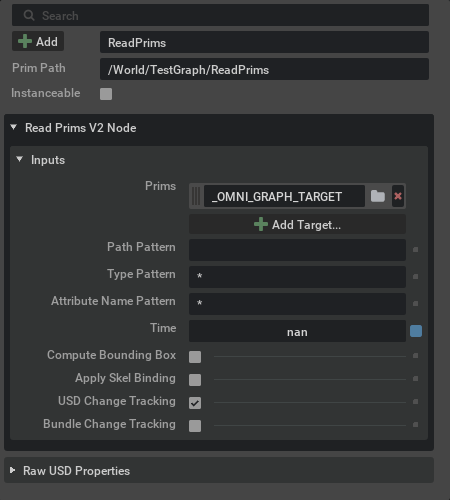 Search
Add ReadPrims
Prim Path /World/TestGraph/ReadPrims
Instanceable
Read Prims V2 Node
Inputs
Prims _OMNI_GRAPH_TARGET
Add Target...
Path Pattern
Type Pattern *
Attribute Name Pattern *
Time nan
Compute Bounding Box
Apply Skel Binding
USD Change Tracking
Bundle Change Tracking
Raw USD Properties